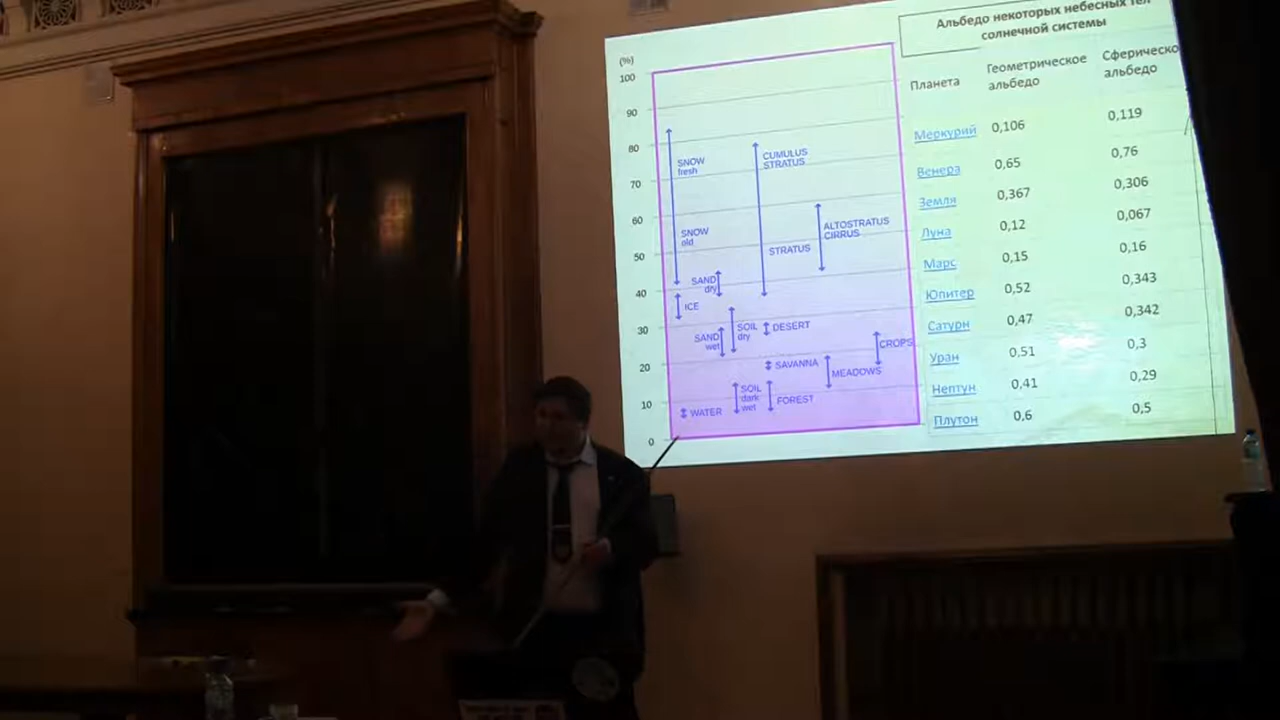 Альбедо некоторых небесных тел
солнечной системы
(%)
100
90
80
70
60
50
40
30
20
10
0
SNOW
fresh
SNOW
old
CUMULUS
STRATUS
STRATUS
ALTOSTRATUS
CIRRUS
SAND
dry
ICE
SAND
wet
SOIL
dry
DESERT
CROPS
SAVANNA
MEADOWS
WATER
SOIL
dark
wet
FOREST
Планета Геометрическое альбедо Сферическо альбедо
Меркурий 0,106 0,119
Венера 0,65 0,76
Земля 0,367 0,306
Луна 0,12 0,067
Марс 0,15 0,16
Юпитер 0,52 0,343
Сатурн 0,47 0,342
Уран 0,51 0,3
Нептун 0,41 0,29
Плутон 0,6 0,5